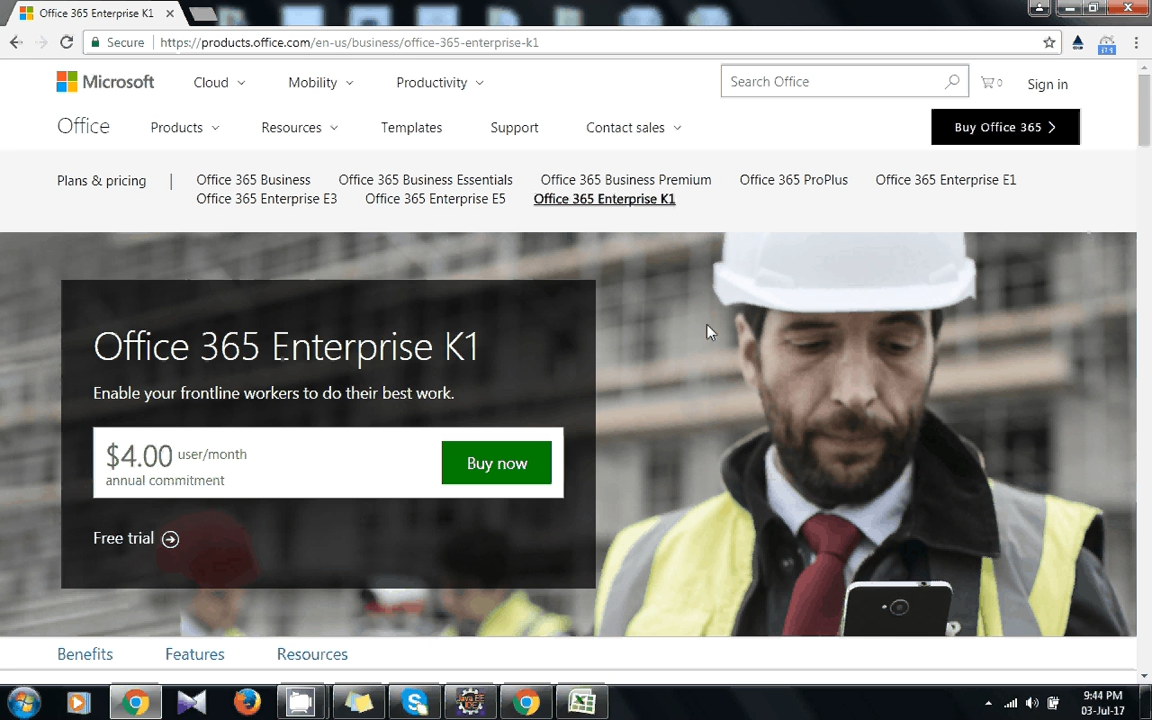 Office 365 Enterprise K1
Secure https://products.office.com/en-us/business/office-365-enterprise-k1
Microsoft Cloud Mobility Productivity Search Office 0 Sign in
Office Products Resources Templates Support Contact sales Buy Office 365
Plans & pricing | Office 365 Business Office 365 Business Essentials Office 365 Business Premium Office 365 ProPlus Office 365 Enterprise E1
Office 365 Enterprise E3 Office 365 Enterprise E5 Office 365 Enterprise K1
Office 365 Enterprise K1
Enable your frontline workers to do their best work.
$4.00 user/month
annual commitment
Buy now
Free trial
Benefits Features Resources
Java EE
IDE
9:44 PM
03-Jul-17